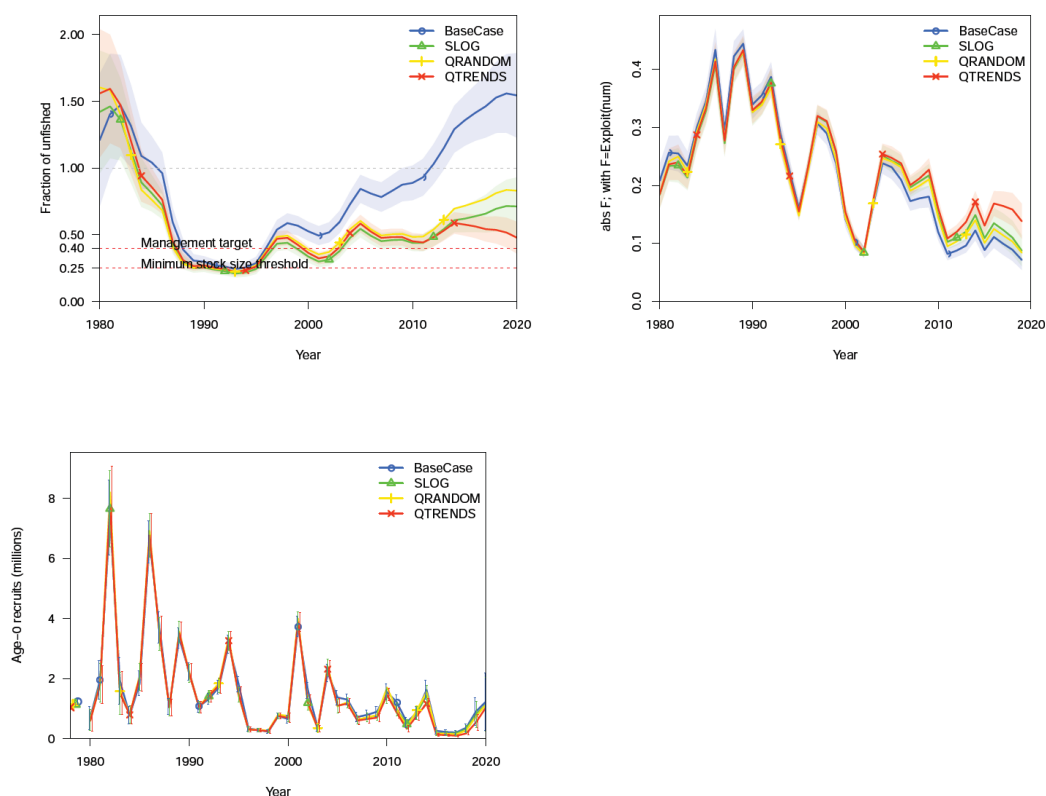 2.00
1.50
1.00
0.50
0.40
0.25
0.00
Fraction of unfished
BaseCase
SLOG
QRANDOM
QTRENDS
Management target
Minimum stock size threshold
1980 1990 2000 2010 2020
Year
0.4
0.3
0.2
0.1
0.0
abs F; with F=Exploit(num)
BaseCase
SLOG
QRANDOM
QTRENDS
1980 1990 2000 2010 2020
Year
8
6
4
2
0
Age-0 recruits (millions)
BaseCase
SLOG
QRANDOM
QTRENDS
1980 1990 2000 2010 2020
Year